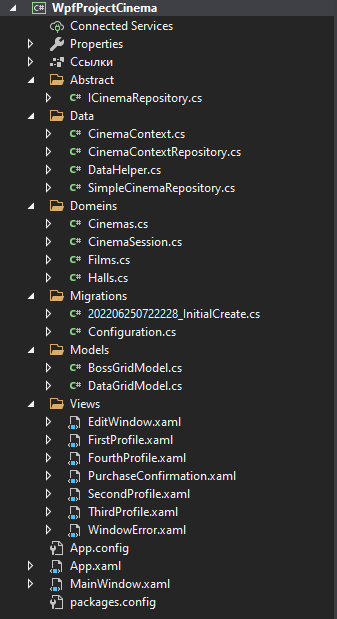 WpfProjectCinema
Connected Services
Properties
Ссылки
Abstract
ICinemaRepository.cs
Data
CinemaContext.cs
CinemaContextRepository.cs
DataHelper.cs
SimpleCinemaRepository.cs
Domeins
Cinemas.cs
CinemaSession.cs
Films.cs
Halls.cs
Migrations
202206250722228_InitialCreate.cs
Configuration.cs
Models
BossGridModel.cs
DataGridModel.cs
Views
EditWindow.xaml
FirstProfile.xaml
FourthProfile.xaml
PurchaseConfirmation.xaml
SecondProfile.xaml
ThirdProfile.xaml
WindowError.xaml
App.config
App.xaml
MainWindow.xaml
packages.config